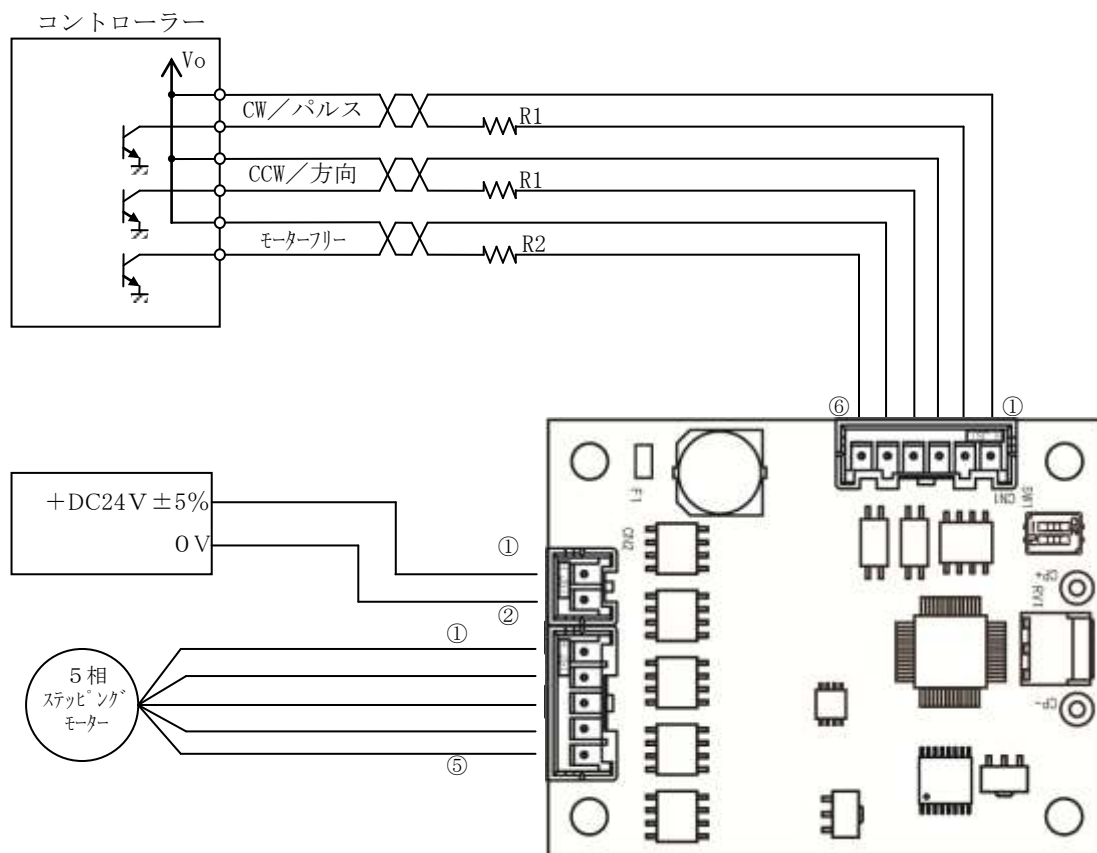 コントローラー
Vo
CW／パルス
R1
CCW／方向
R1
モーターフリー
R2
⑥
①
CN1
SW1
F1
CN2
＋DC24V±5%
0V
①
②
①
⑤
5相
ステッピング
モーター
CP
+
RV1
CP-